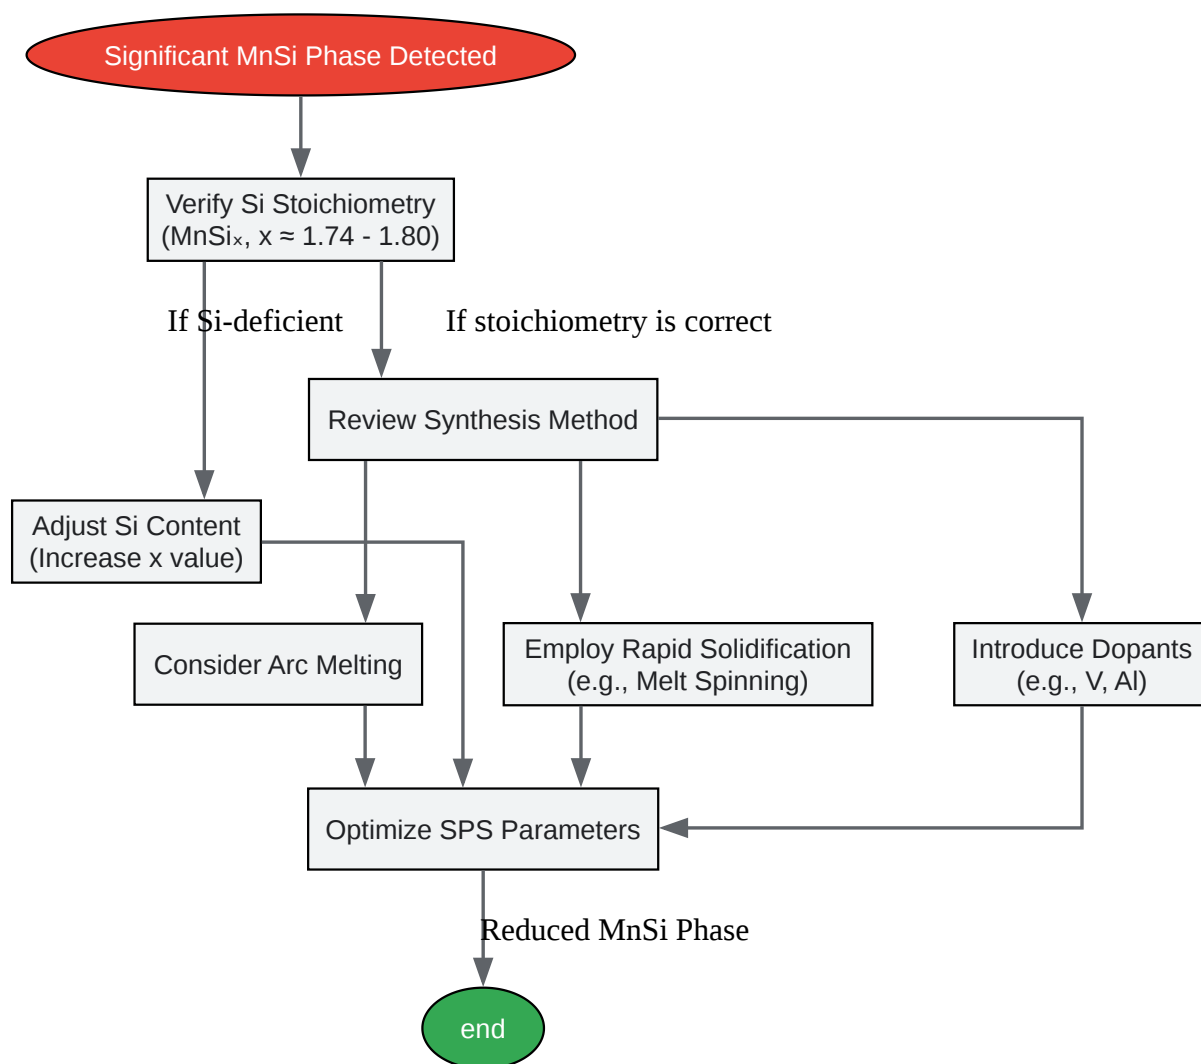 Significant MnSi Phase Detected
Verify Si Stoichiometry
(MnSiₓ, x ≈ 1.74 - 1.80)
If Si-deficient
If stoichiometry is correct
Review Synthesis Method
Adjust Si Content
(Increase x value)
Consider Arc Melting
Employ Rapid Solidification
(e.g., Melt Spinning)
Introduce Dopants
(e.g., V, Al)
Optimize SPS Parameters
Reduced MnSi Phase
end